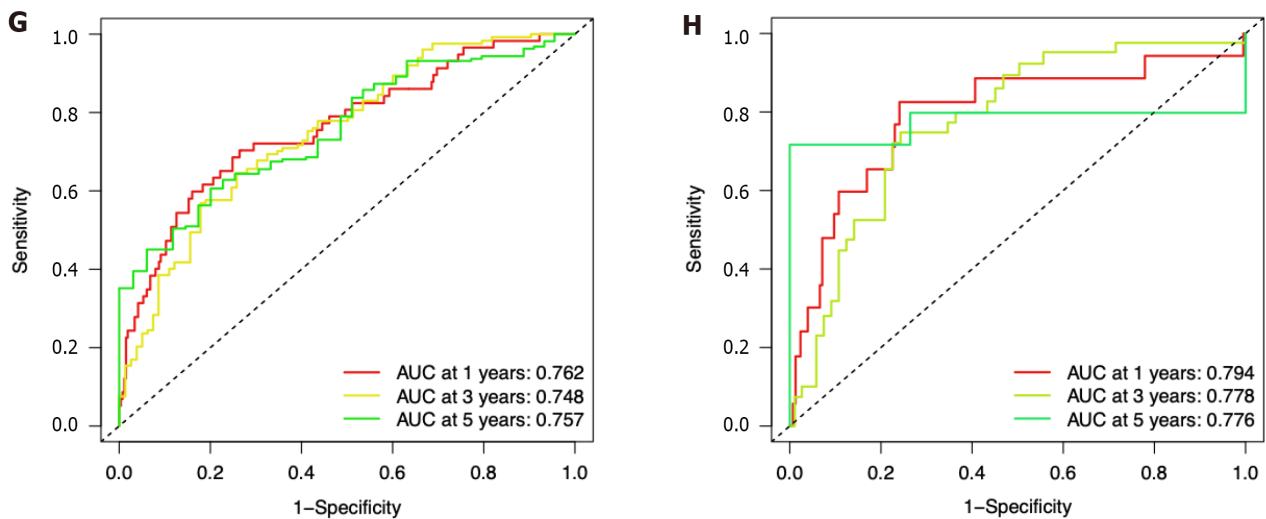 G
1.0
0.8
0.6
0.4
0.2
0.0
Sensitivity
AUC at 1 years: 0.762
AUC at 3 years: 0.748
AUC at 5 years: 0.757
0.0 0.2 0.4 0.6 0.8 1.0
1−Specificity
H
1.0
0.8
0.6
0.4
0.2
0.0
Sensitivity
AUC at 1 years: 0.794
AUC at 3 years: 0.778
AUC at 5 years: 0.776
0.0 0.2 0.4 0.6 0.8 1.0
1−Specificity